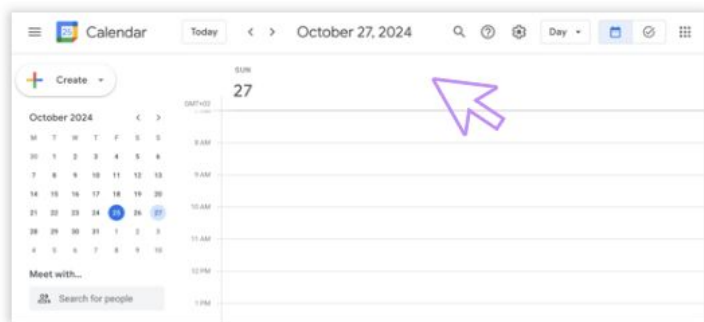 Calendar
Today
October 27, 2024
Day
Create
SUN
27
GMT+02
October 2024
M T W T F S S
30 1 2 3 4 5 6
7 8 9 10 11 12 13
14 15 16 17 18 19 20
21 22 23 24 25 26 27
28 29 30 31 1 2 3
4 5 6 7 8 9 10
8 AM
9 AM
10 AM
11 AM
12 PM
1 PM
Meet with...
Search for people